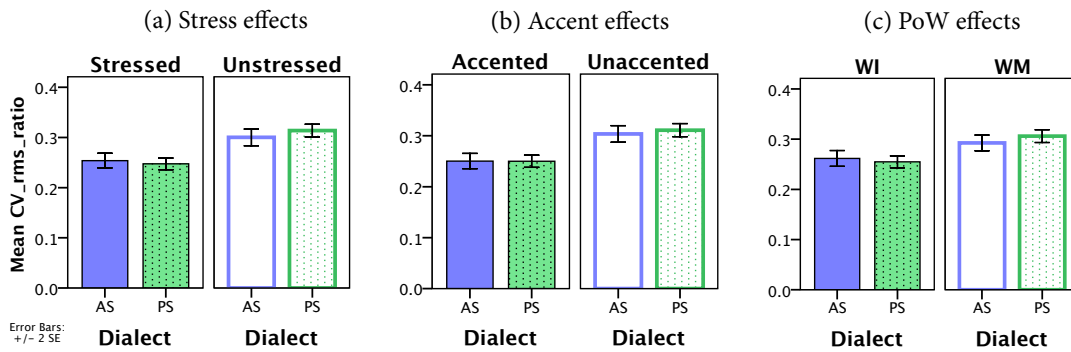 (a) Stress effects
(b) Accent effects
(c) PoW effects
Stressed Unstressed
Accented Unaccented
WI WM
Mean CV_rms_ratio
0.4
0.3
0.2
0.1
0.0
AS PS AS PS
Dialect Dialect
0.4
0.3
0.2
0.1
0.0
AS PS AS PS
Dialect Dialect
0.4
0.3
0.2
0.1
0.0
AS PS AS PS
Dialect Dialect
Error Bars:
+/− 2 SE